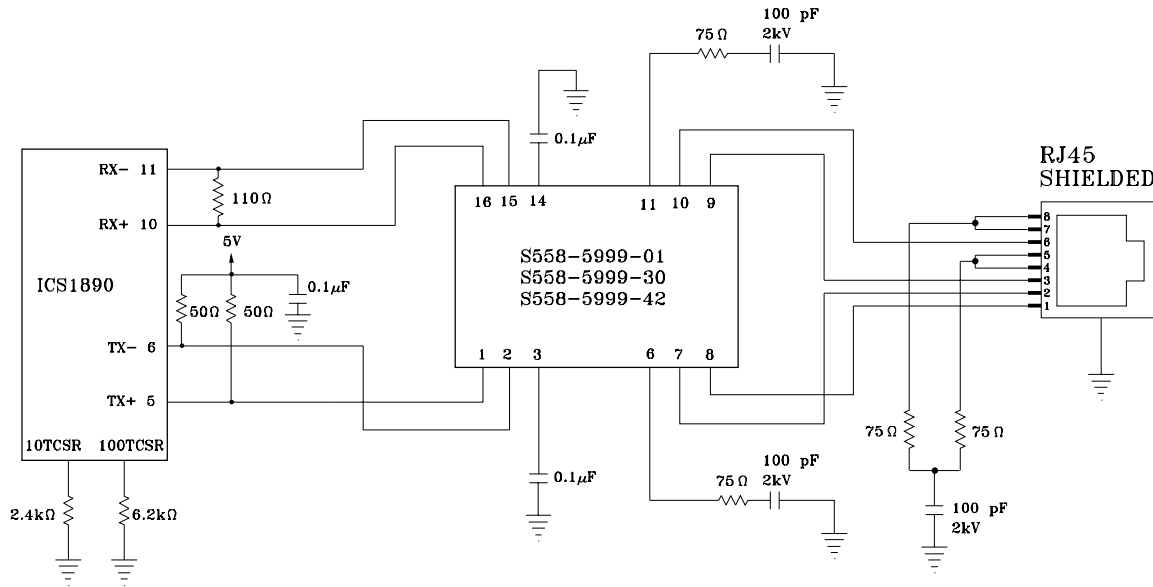 100 pF
75Ω 2kV
0.1μF
RJ45
SHIELDED
RX- 11
110Ω
RX+ 10
16 15 14 11 10 9
8
7
6
5
4
3
2
1
S558-5999-01
S558-5999-30
S558-5999-42
5V
ICS1890
50Ω 50Ω 0.1μF
TX- 6
1 2 3 6 7 8
TX+ 5
10TCSR 100TCSR
75Ω 75Ω
0.1μF
100 pF
75Ω 2kV
2.4kΩ 6.2kΩ
100 pF
2kV